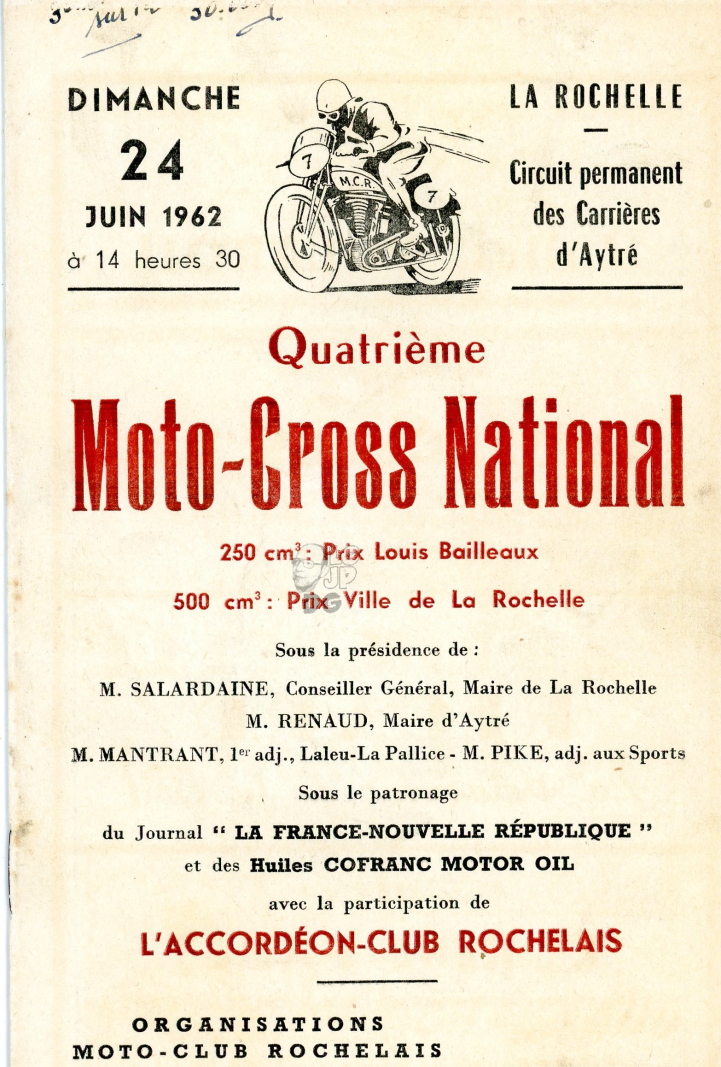 DIMANCHE
24
JUIN 1962
à 14 heures 30
7
M.C.R.
7
LA ROCHELLE
Circuit permanent
des Carrières
d'Aytré
Quatrième
Moto-Cross National
250 cm³ : Prix Louis Bailleaux
500 cm³ : Prix Ville de La Rochelle
JP
DG
Sous la présidence de :
M. SALARDAINE, Conseiller Général, Maire de La Rochelle
M. RENAUD, Maire d'Aytré
M. MANTRANT, 1er adj., Laleu-La Pallice - M. PIKE, adj. aux Sports
Sous le patronage
du Journal “ LA FRANCE-NOUVELLE RÉPUBLIQUE ”
et des Huiles COFRANC MOTOR OIL
avec la participation de
L'ACCORDÉON-CLUB ROCHELAIS
ORGANISATIONS
MOTO-CLUB ROCHELAIS